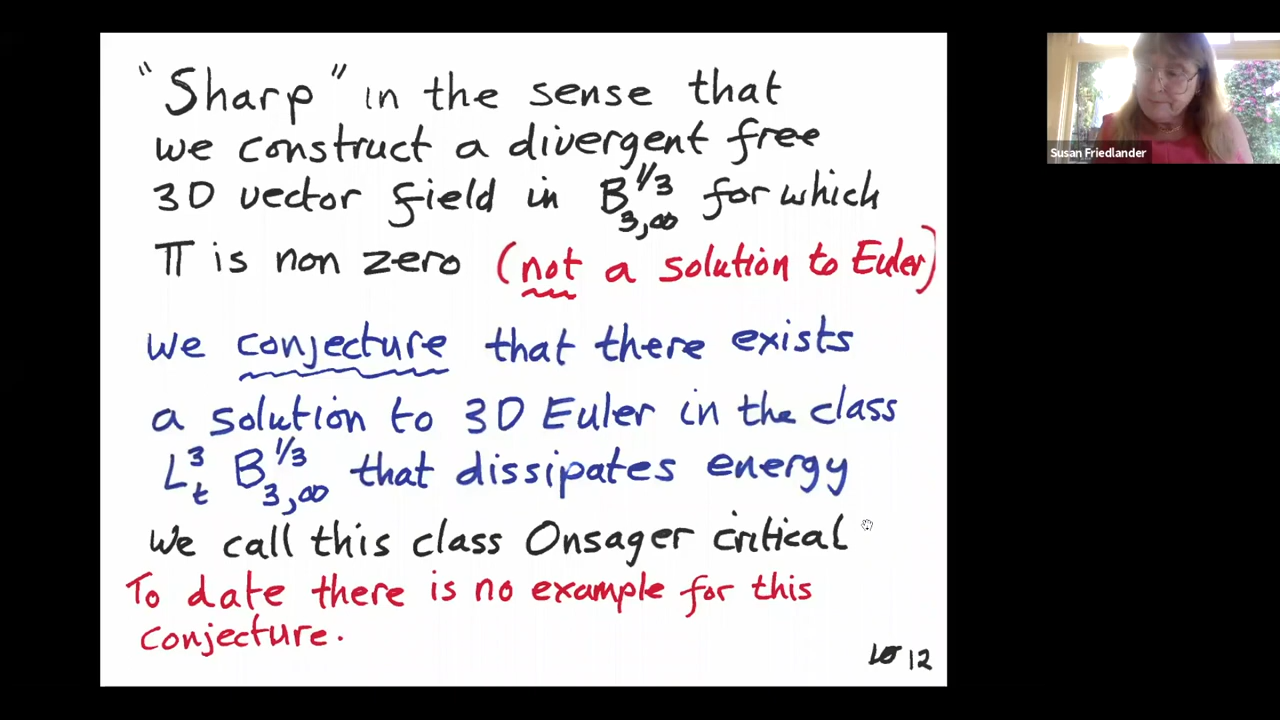 "Sharp" in the sense that
we construct a divergent free
3D vector field in B^{1/3}_{3,∞} for which
Π is non zero (not a solution to Euler)
we conjecture that there exists
a solution to 3D Euler in the class
L^3_t B^{1/3}_{3,∞} that dissipates energy
We call this class Onsager critical
To date there is no example for this
conjecture.
12
Susan Friedlander